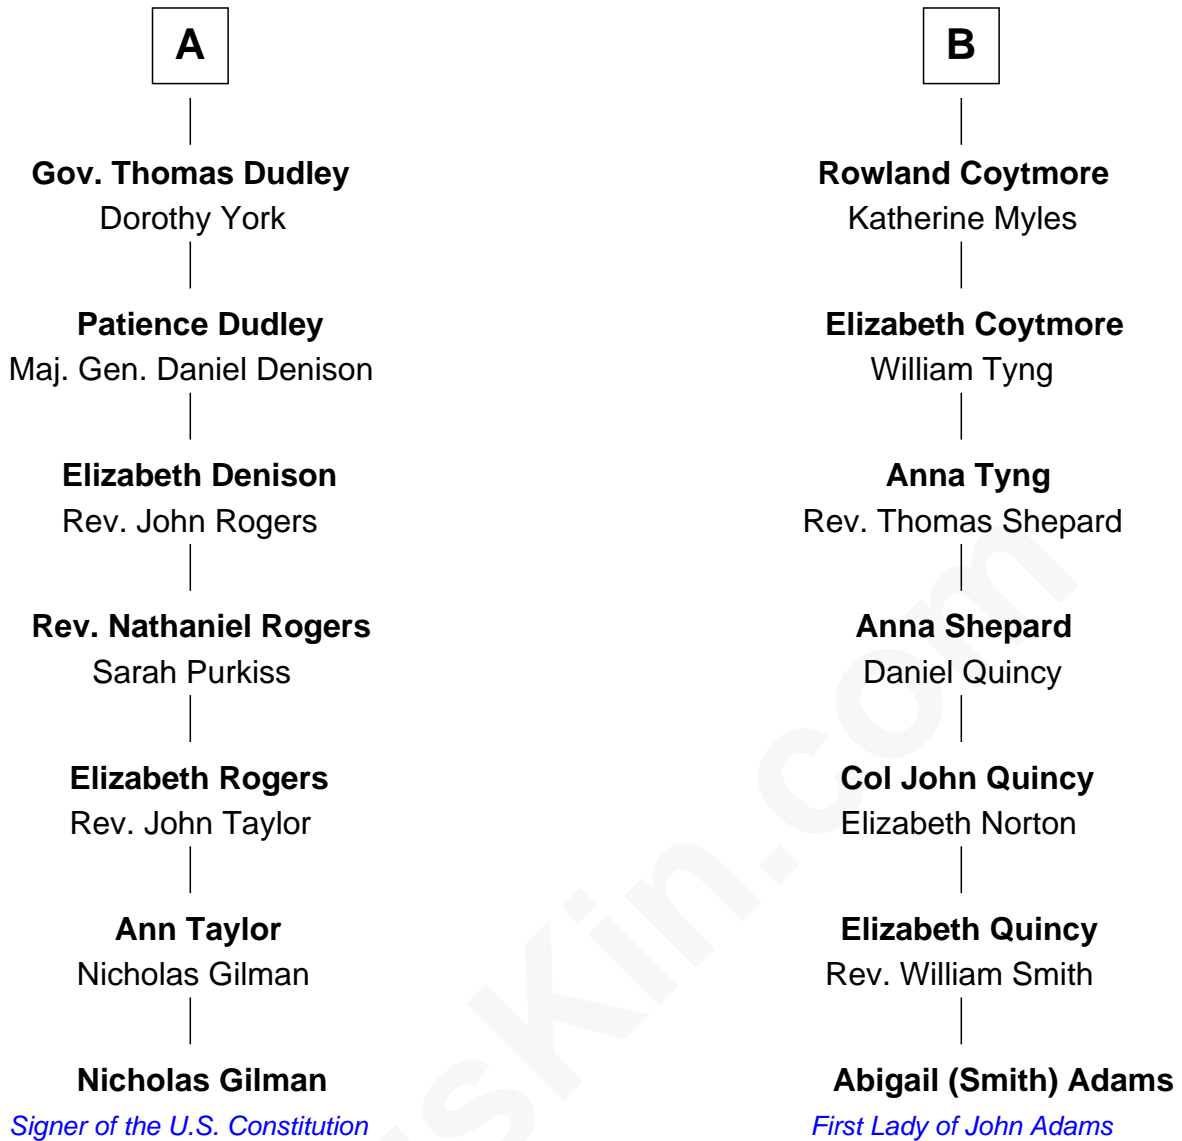 A
Gov. Thomas Dudley
Dorothy York
Patience Dudley
Maj. Gen. Daniel Denison
Elizabeth Denison
Rev. John Rogers
Rev. Nathaniel Rogers
Sarah Purkiss
Elizabeth Rogers
Rev. John Taylor
Ann Taylor
Nicholas Gilman
Nicholas Gilman
Signer of the U.S. Constitution
B
Rowland Coytmore
Katherine Myles
Elizabeth Coytmore
William Tyng
Anna Tyng
Rev. Thomas Shepard
Anna Shepard
Daniel Quincy
Col John Quincy
Elizabeth Norton
Elizabeth Quincy
Rev. William Smith
Abigail (Smith) Adams
First Lady of John Adams
usKin.com